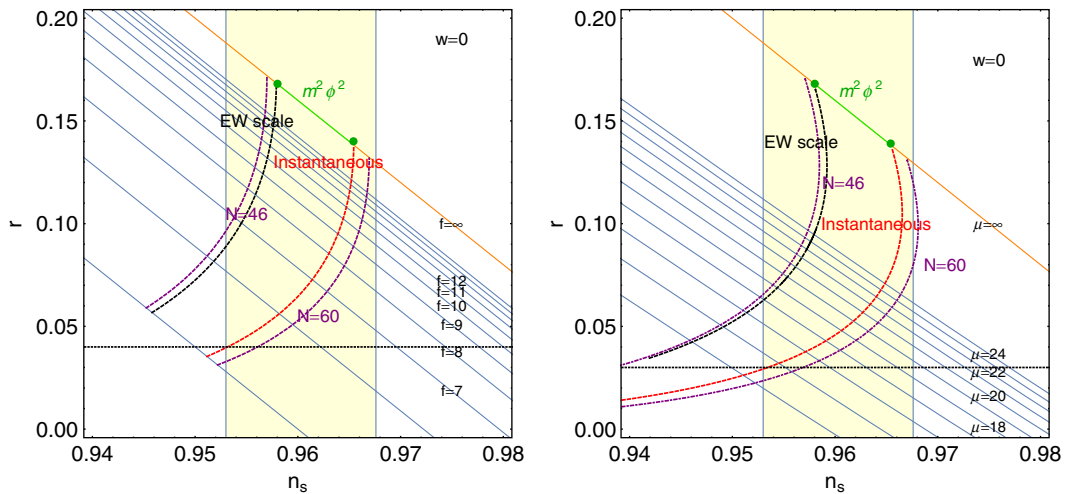 0.20
0.15
0.10
0.05
0.00
r
w=0
m²ϕ²
EW scale
Instantaneous
N=46
f=∞
f=12
f=11
f=10
f=9
N=60
f=8
f=7
0.94
0.95
0.96
0.97
0.98
n_s
0.20
0.15
0.10
0.05
0.00
r
w=0
m²ϕ²
EW scale
N=46
Instantaneous
μ=∞
N=60
μ=24
μ=22
μ=20
μ=18
0.94
0.95
0.96
0.97
0.98
n_s